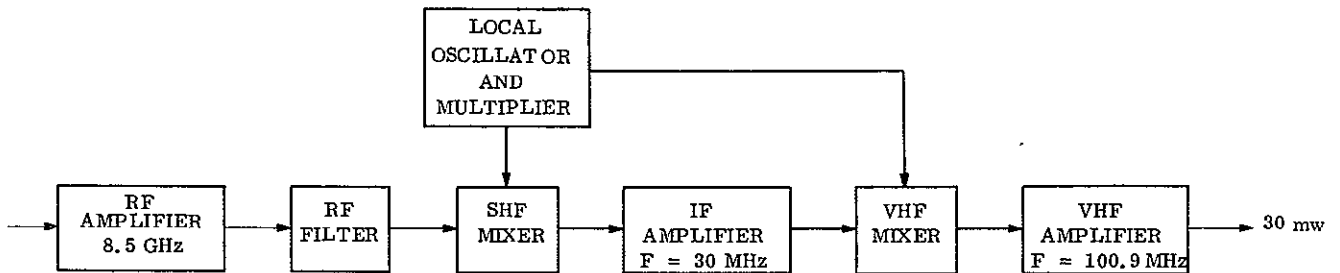 LOCAL
OSCILLATOR
AND
MULTIPLIER
RF
AMPLIFIER
8.5 GHz
RF
FILTER
SHF
MIXER
IF
AMPLIFIER
F = 30 MHz
VHF
MIXER
VHF
AMPLIFIER
F = 100.9 MHz
30 mw